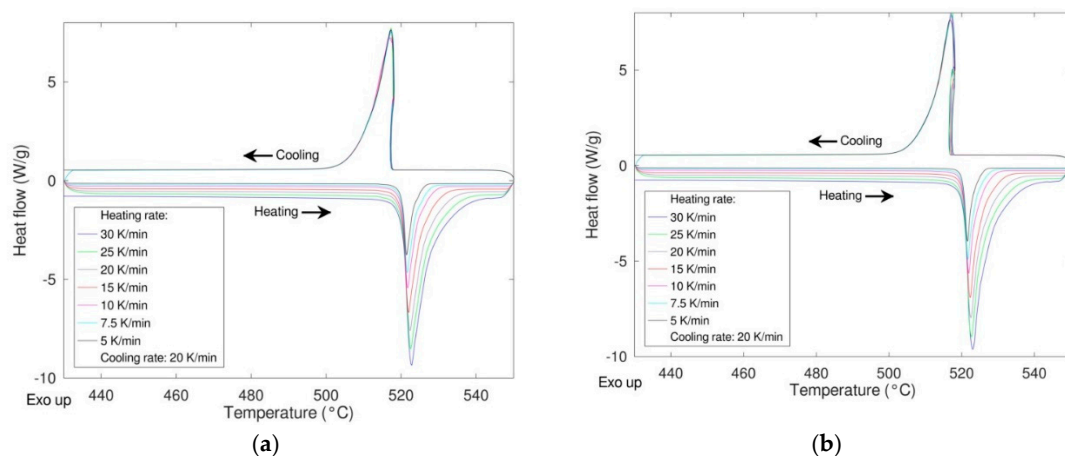 5
0
-5
-10
Heat flow (W/g)
Cooling
Heating
Heating rate:
30 K/min
25 K/min
20 K/min
15 K/min
10 K/min
7.5 K/min
5 K/min
Cooling rate: 20 K/min
440 460 480 500 520 540
Exo up
Temperature (°C)
(a)
5
0
-5
-10
Heat flow (W/g)
Cooling
Heating
Heating rate:
30 K/min
25 K/min
20 K/min
15 K/min
10 K/min
7.5 K/min
5 K/min
Cooling rate: 20 K/min
440 460 480 500 520 540
Exo up
Temperature (°C)
(b)